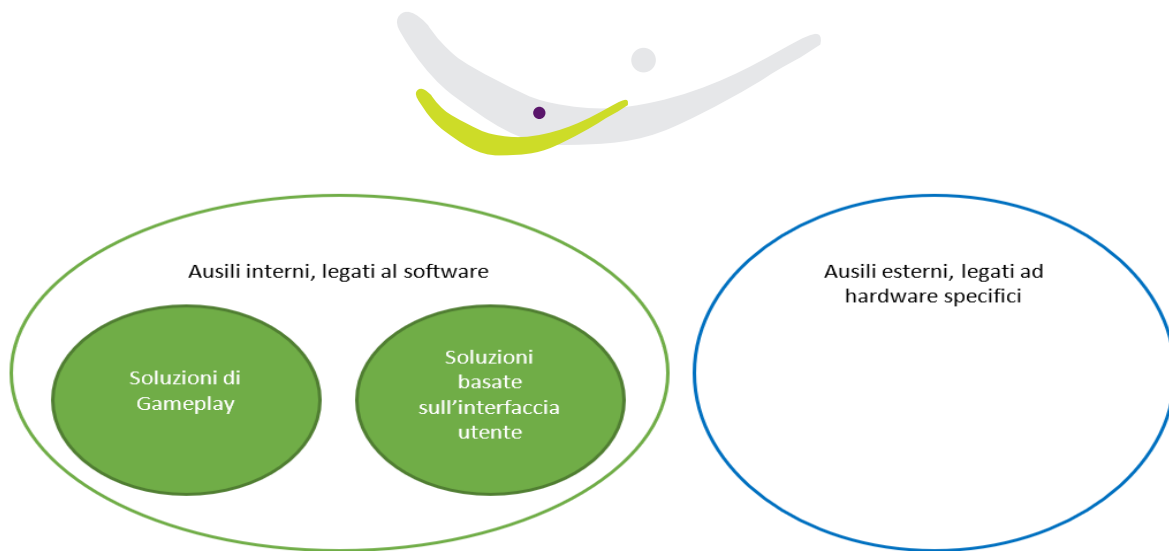 Ausili interni, legati al software
Soluzioni di
Gameplay
Soluzioni
basate
sull’interfaccia
utente
Ausili esterni, legati ad
hardware specifici